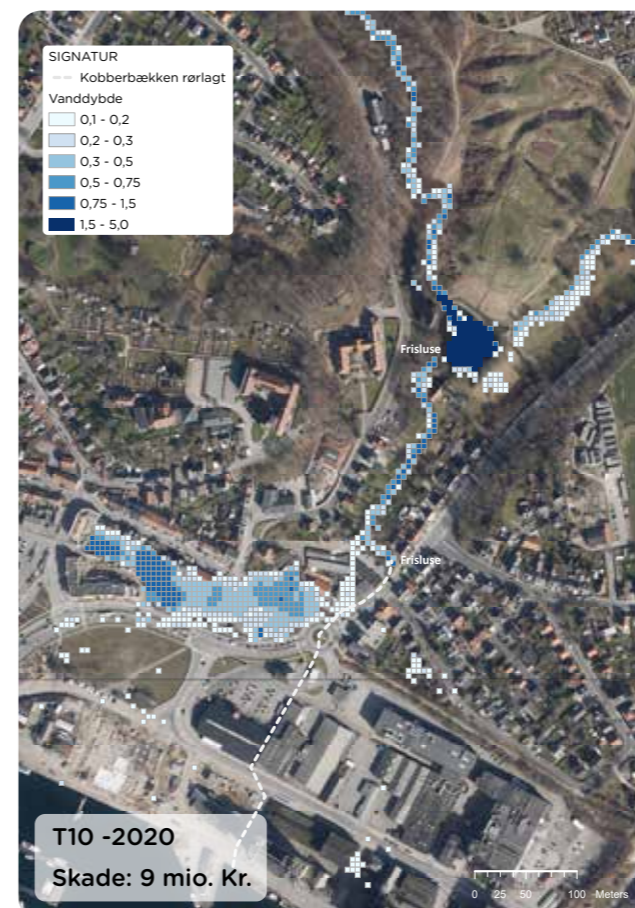 SIGNATUR
Kobberbækken rørlagt
Vanddybde
0,1 - 0,2
0,2 - 0,3
0,3 - 0,5
0,5 - 0,75
0,75 - 1,5
1,5 - 5,0
Frisluse
Frisluse
T10 -2020
Skade: 9 mio. Kr.
0 25 50 100 Meters